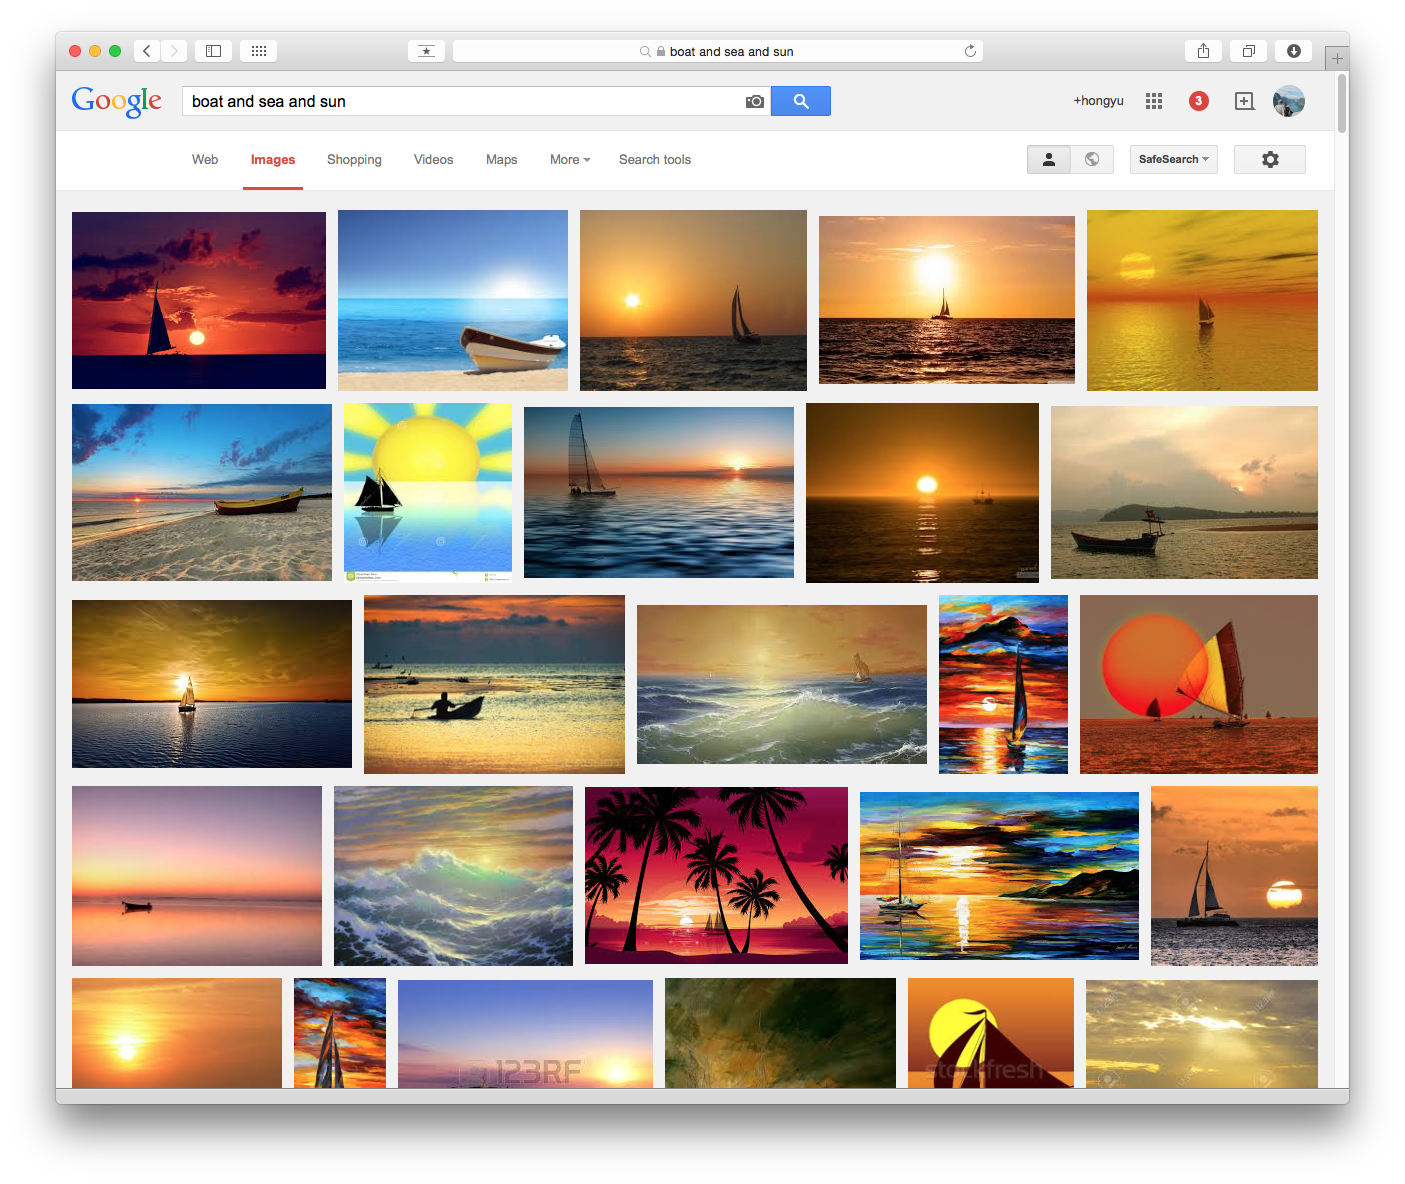 boat and sea and sun
Google
boat and sea and sun
+hongyu
3
Web
Images
Shopping
Videos
Maps
More
Search tools
SafeSearch
123RF
stockfresh